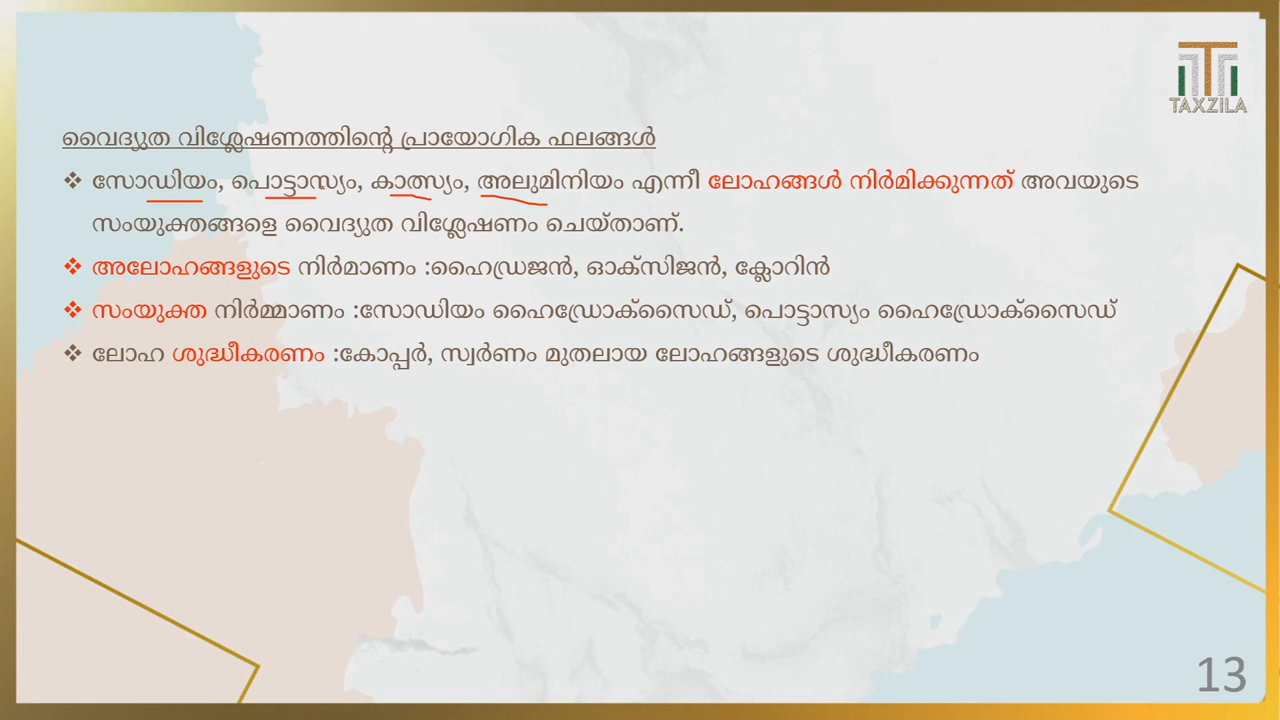 TAXZILA
വൈദ്യുത വിശ്ലേഷണത്തിന്റെ പ്രായോഗിക ഫലങ്ങൾ
❖ സോഡിയം, പൊട്ടാസ്യം, കാത്സ്യം, അലുമിനിയം എന്നീ ലോഹങ്ങൾ നിർമിക്കുന്നത് അവയുടെ
സംയുക്തങ്ങളെ വൈദ്യുത വിശ്ലേഷണം ചെയ്താണ്.
❖ അലോഹങ്ങളുടെ നിർമാണം :ഹൈഡ്രജൻ, ഓക്സിജൻ, ക്ലോറിൻ
❖ സംയുക്ത നിർമ്മാണം :സോഡിയം ഹൈഡ്രോക്സൈഡ്, പൊട്ടാസ്യം ഹൈഡ്രോക്സൈഡ്
❖ ലോഹ ശുദ്ധീകരണം :കോപ്പർ, സ്വർണം മുതലായ ലോഹങ്ങളുടെ ശുദ്ധീകരണം
13